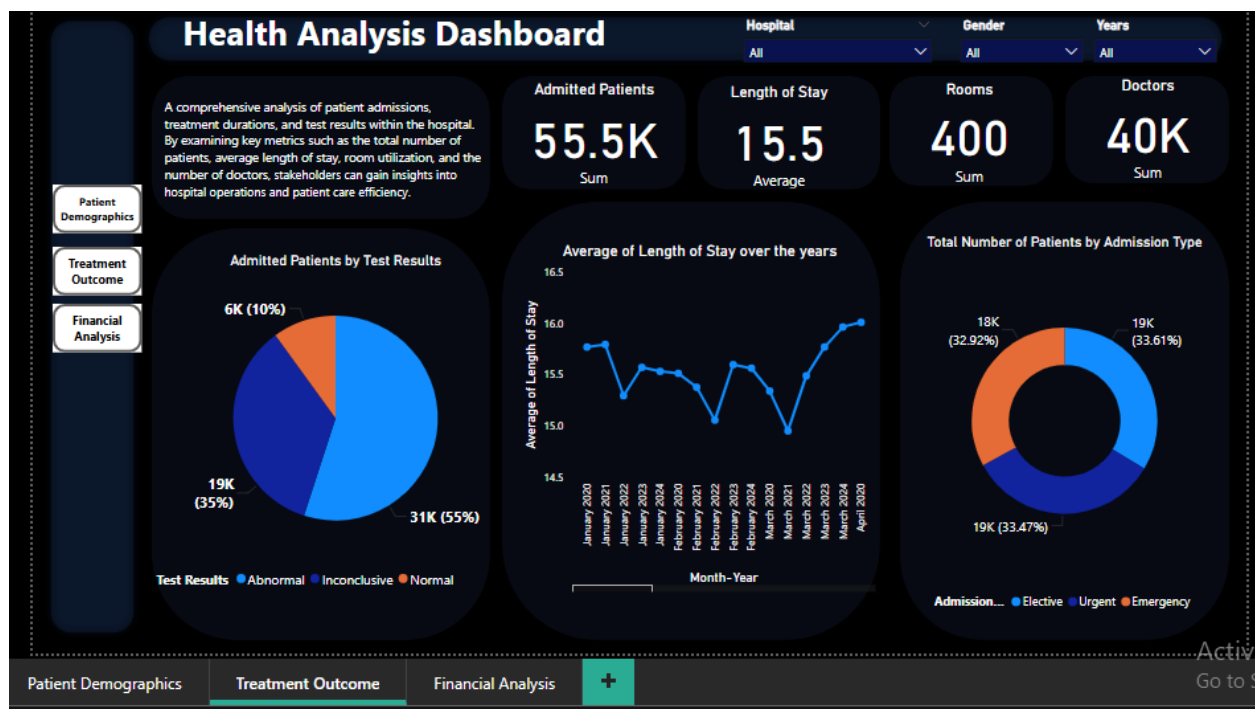 Health Analysis Dashboard
Hospital
All
Gender
All
Years
All
A comprehensive analysis of patient admissions,
treatment durations, and test results within the hospital.
By examining key metrics such as the total number of
patients, average length of stay, room utilization, and the
number of doctors, stakeholders can gain insights into
hospital operations and patient care efficiency.
Admitted Patients
55.5K
Sum
Length of Stay
15.5
Average
Rooms
400
Sum
Doctors
40K
Sum
Patient
Demographics
Treatment
Outcome
Financial
Analysis
Admitted Patients by Test Results
6K (10%)
19K
(35%)
31K (55%)
Test Results Abnormal Inconclusive Normal
Average of Length of Stay over the years
Average of Length of Stay
16.5
16.0
15.5
15.0
14.5
January 2020
January 2021
January 2022
January 2023
January 2024
February 2020
February 2021
February 2022
February 2023
February 2024
March 2020
March 2021
March 2022
March 2023
March 2024
April 2020
Month-Year
Total Number of Patients by Admission Type
18K
(32.92%)
19K
(33.61%)
19K (33.47%)
Admission... Elective Urgent Emergency
Activ
Go to S
Patient Demographics
Treatment Outcome
Financial Analysis
+